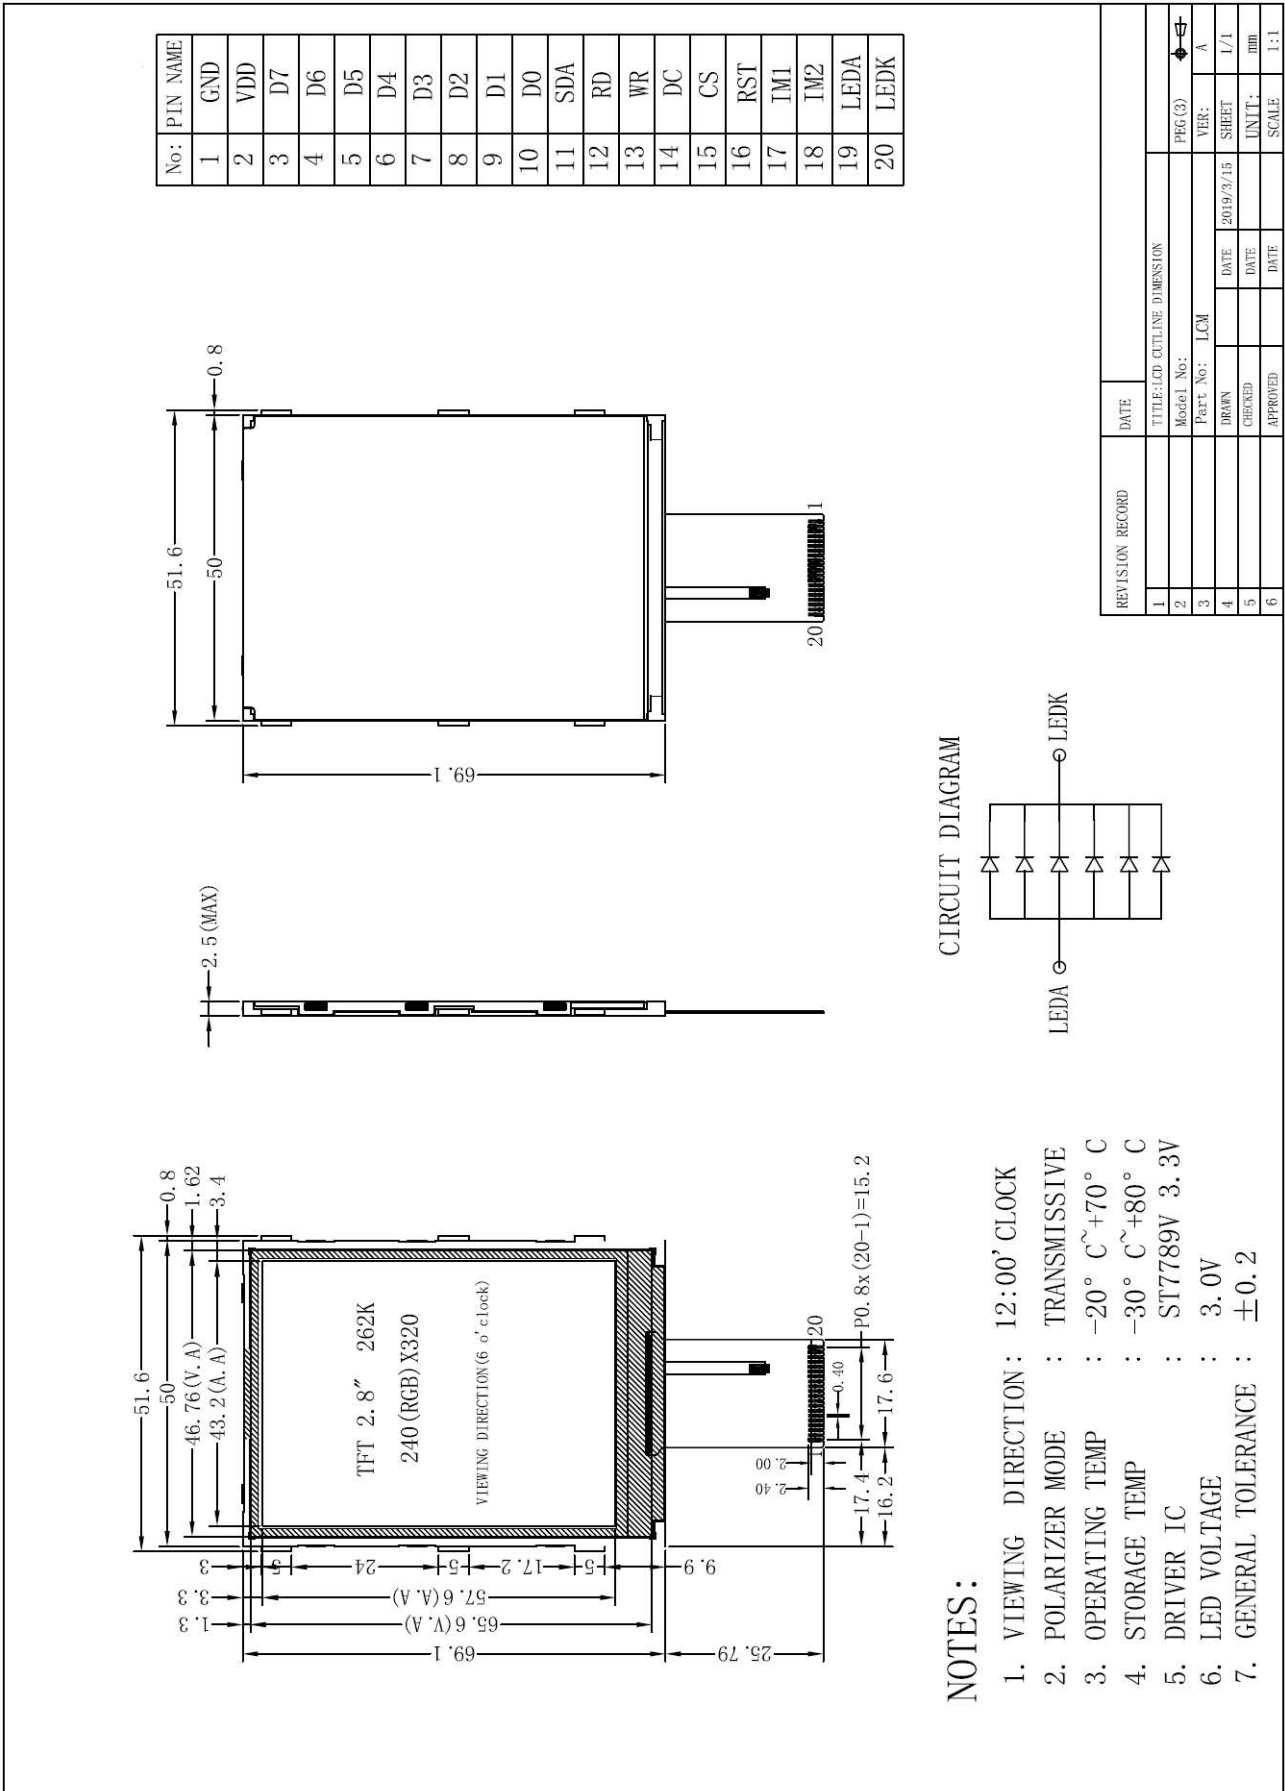 51.6
50
46.76(V.A)
43.2(A.A)
0.8
1.62
3.4
TFT 2.8″ 262K
240(RGB)X320
VIEWING DIRECTION(6 o'clock)
3
5
24
5
17.2
5
9.9
3.3
57.6(A.A)
1.3
65.6(V.A)
69.1
25.79
2.00
2.40
1
20
0.40
P0.8x(20-1)=15.2
17.4
17.6
16.2
2.5(MAX)
51.6
50
0.8
69.1
20
1
No: PIN NAME
1 GND
2 VDD
3 D7
4 D6
5 D5
6 D4
7 D3
8 D2
9 D1
10 D0
11 SDA
12 RD
13 WR
14 DC
15 CS
16 RST
17 IM1
18 IM2
19 LEDA
20 LEDK
NOTES:
1. VIEWING DIRECTION: 12:00' CLOCK
2. POLARIZER MODE : TRANSMISSIVE
3. OPERATING TEMP : -20° C~+70° C
4. STORAGE TEMP : -30° C~+80° C
5. DRIVER IC : ST7789V 3.3V
6. LED VOLTAGE : 3.0V
7. GENERAL TOLERANCE : ±0.2
CIRCUIT DIAGRAM
LEDA
LEDK
REVISION RECORD DATE
1 TITLE:LCD CUTLINE DIMENSION
2 Model No: PEG(3)
3 Part No: LCM VER: A
4 DRAWN DATE 2019/3/15 SHEET 1/1
5 CHECKED DATE UNIT: mm
6 APPROVED DATE SCALE 1:1